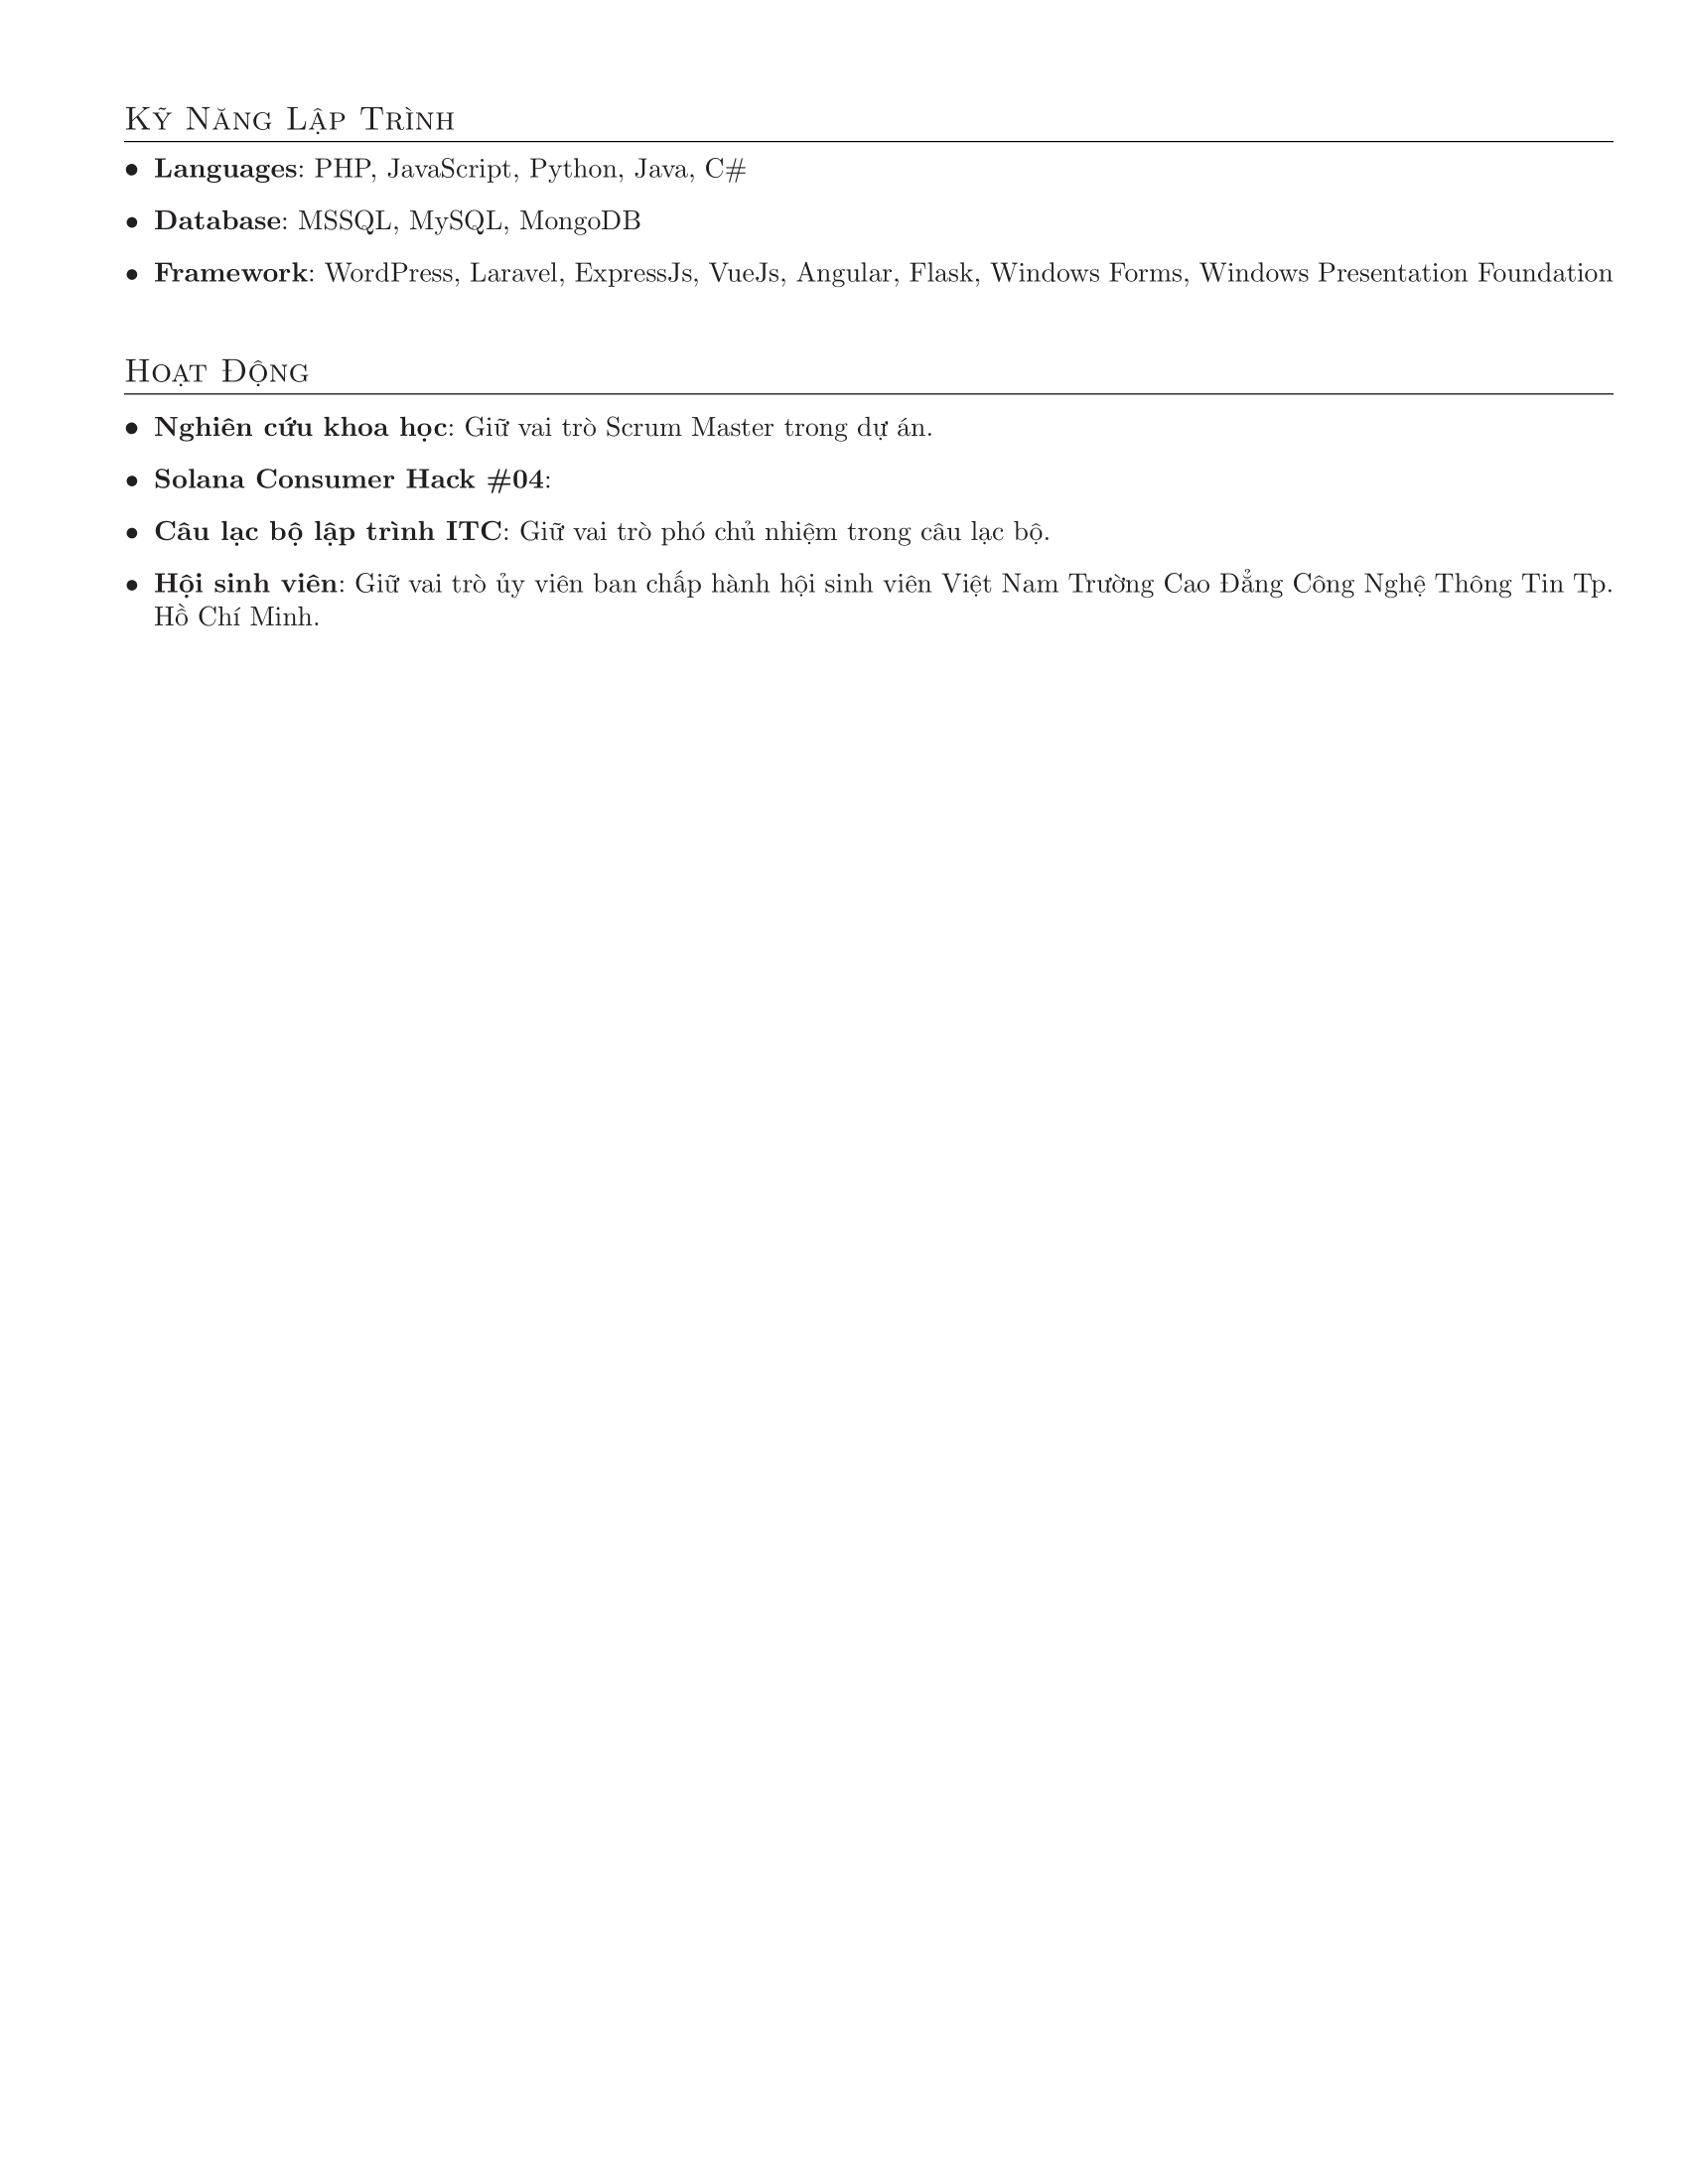 Kỹ Năng Lập Trình
• Languages: PHP, JavaScript, Python, Java, C#
• Database: MSSQL, MySQL, MongoDB
• Framework: WordPress, Laravel, ExpressJs, VueJs, Angular, Flask, Windows Forms, Windows Presentation Foundation
Hoạt Động
• Nghiên cứu khoa học: Giữ vai trò Scrum Master trong dự án.
• Solana Consumer Hack #04:
• Câu lạc bộ lập trình ITC: Giữ vai trò phó chủ nhiệm trong câu lạc bộ.
• Hội sinh viên: Giữ vai trò ủy viên ban chấp hành hội sinh viên Việt Nam Trường Cao Đẳng Công Nghệ Thông Tin Tp.
Hồ Chí Minh.